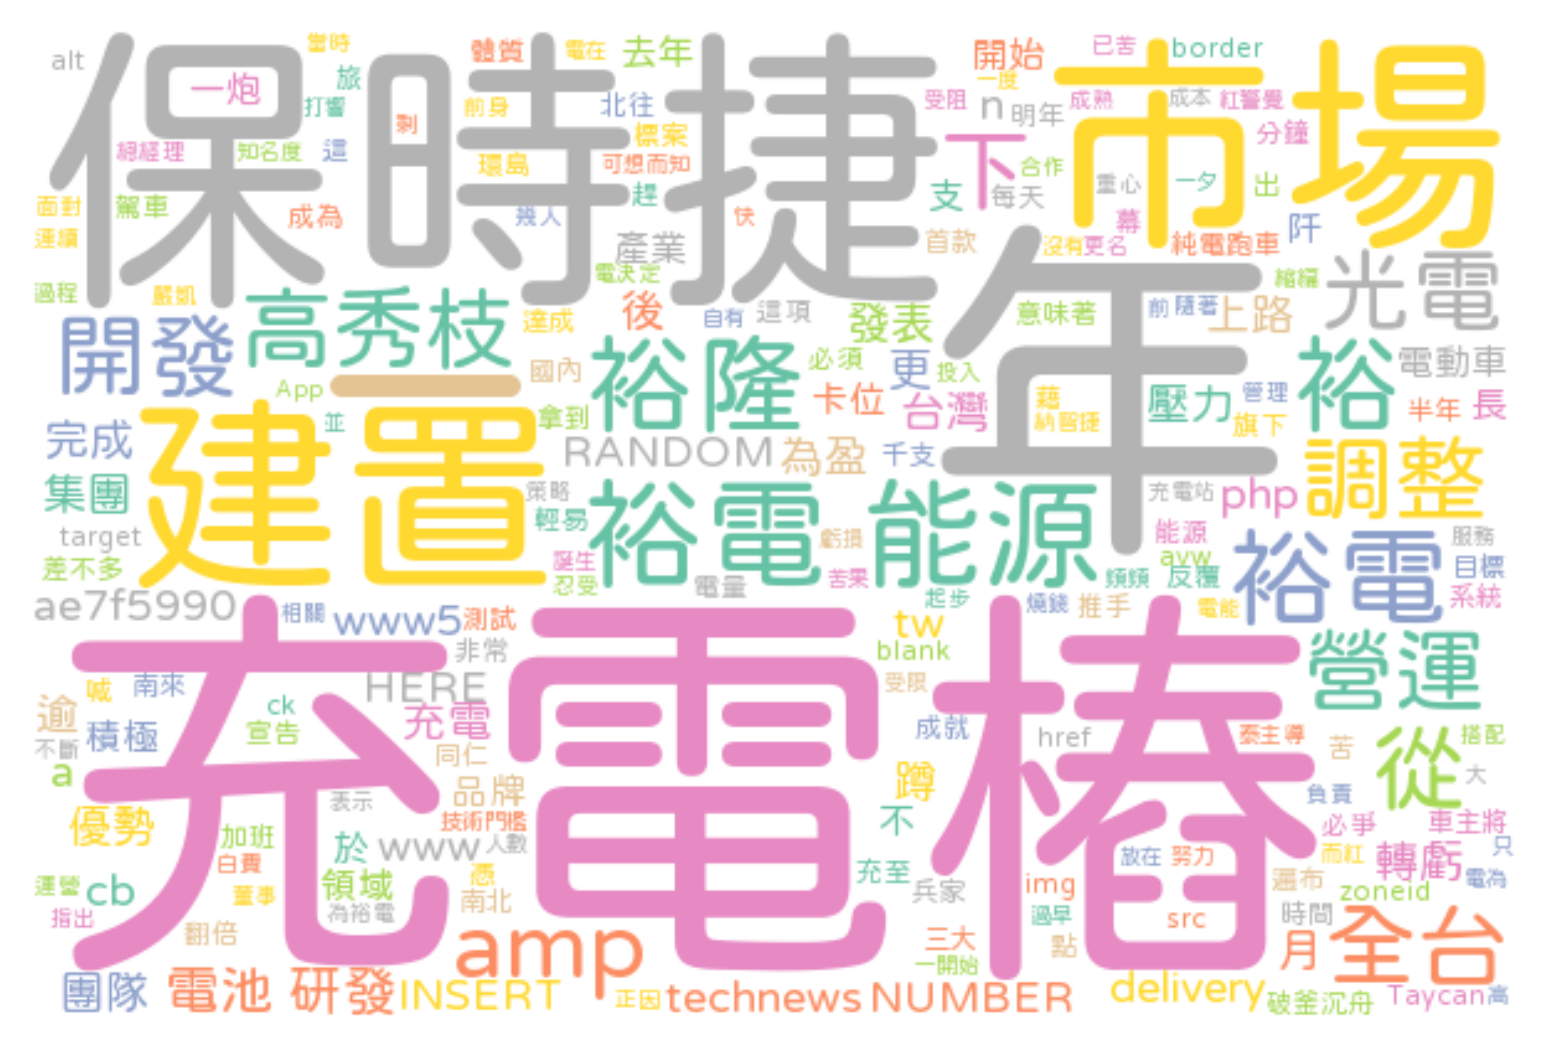 alt
保時捷
一炮
當時
旅
打響
總經理
知名度
這
面對
駕車
連續
成為
剩
體質
電在
去年
前身
北往
標案
環島
可想而知
趕
幾人
快
產業
電決定
開始
一度
受阻
n
明年
已苦
border
成熟
成本
紅警覺
下
合作
分鐘
市場
支
每天
重心
一夕
出
幕
阡
首款
沒有
更名
純電跑車
過程
嚴凱
高秀枝
達成
後
自有
這項
發表
年
意味著
前
隨著
縮編
上路
光電
開發
App
一
國內
裕隆
必須
更
投入
卡位
台灣
藉
納智捷
壓力
管理
旗下
裕
電動車
半年
長
完成
建置
並
拿到
RANDOM
為盈
千支
調整
集團
策略
輕易
裕電
能源
充電站
php
target
差不多
誕生
忍受
虧損
電量
苦果
能源
avw
頻頻
反覆
裕電
服務
目標
系統
ae7f5990
相關
www5
測試
起步
燒錢
推手
電能
充電樁
tw
blank
非常
營運
喊
南來
HERE
受限
逾
積極
ck
宣告
充電
成就
href
泰主導
苦
從
搭配
不斷
a
同仁
品牌
蹲
大
表示
負責
優勢
加班
於
www
技術門檻
人數
不
必爭
車主將
白費
放在
努力
而紅
轉虧
只
運營
cb
董事
領域
憑
充至
兵家
img
遍布
zoneid
電為
指出
為裕電
南北
過早
src
時間
翻倍
amp
三大
點
月
全台
一開始
團隊
電池
研發
INSERT
正因
technews
NUMBER
delivery
破釜沉舟
Taycan
高